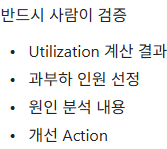 반드시 사람이 검증
• Utilization 계산 결과
• 과부하 인원 선정
• 원인 분석 내용
• 개선 Action